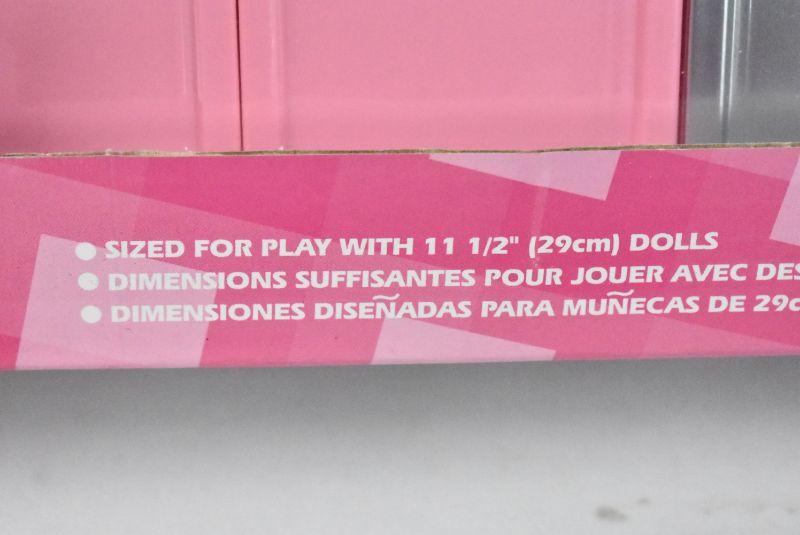 ● SIZED FOR PLAY WITH 11 1/2" (29cm) DOLLS
● DIMENSIONS SUFFISANTES POUR JOUER AVEC DES
● DIMENSIONES DISEÑADAS PARA MUÑECAS DE 29c